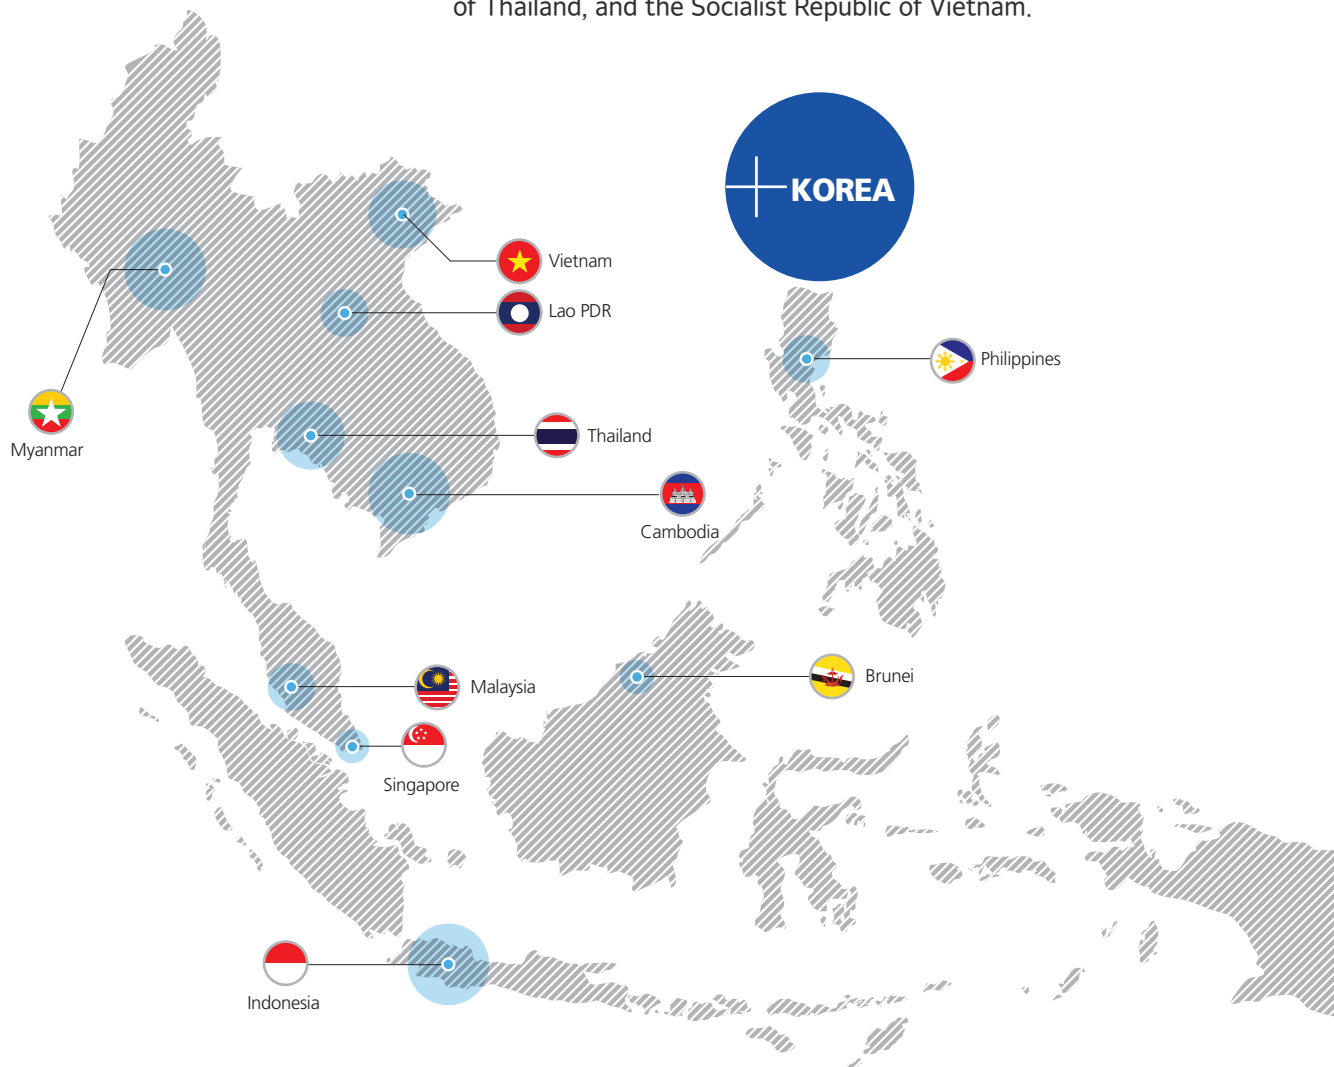 of Thailand, and the Socialist Republic of Vietnam.
KOREA
Vietnam
Lao PDR
Philippines
Myanmar
Thailand
Cambodia
Malaysia
Brunei
Singapore
Indonesia